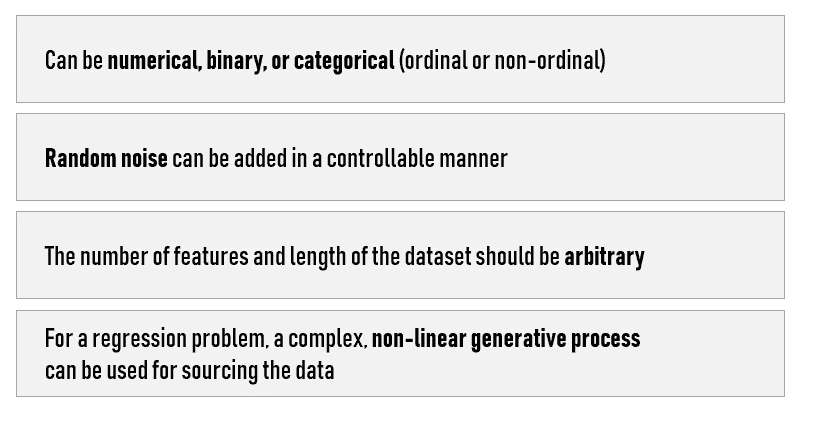 Can be numerical, binary, or categorical (ordinal or non-ordinal)
Random noise can be added in a controllable manner
The number of features and length of the dataset should be arbitrary
For a regression problem, a complex, non-linear generative process
can be used for sourcing the data